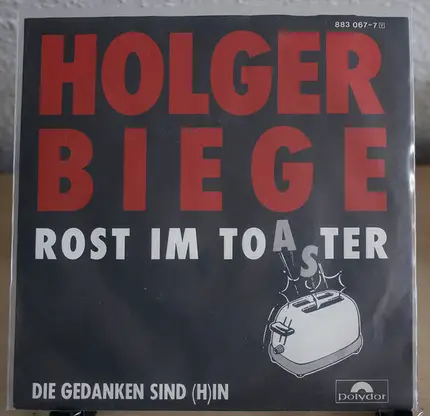 883 067-7
HOLGER
BIEGE
ROST IM TOASTER
DIE GEDANKEN SIND (H)IN
polydor